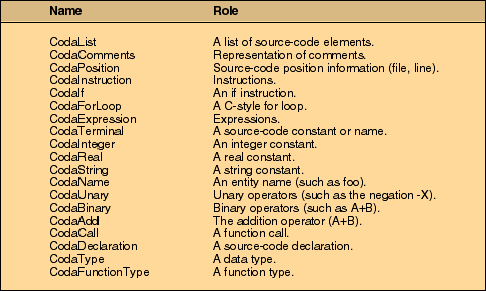 Name Role
CodaList A list of source-code elements.
CodaComments Representation of comments.
CodaPosition Source-code position information (file, line).
CodaInstruction Instructions.
CodaIf An if instruction.
CodaForLoop A C-style for loop.
CodaExpression Expressions.
CodaTerminal A source-code constant or name.
CodaInteger An integer constant.
CodaReal A real constant.
CodaString A string constant.
CodaName An entity name (such as foo).
CodaUnary Unary operators (such as the negation -X).
CodaBinary Binary operators (such as A+B).
CodaAdd The addition operator (A+B).
CodaCall A function call.
CodaDeclaration A source-code declaration.
CodaType A data type.
CodaFunctionType A function type.